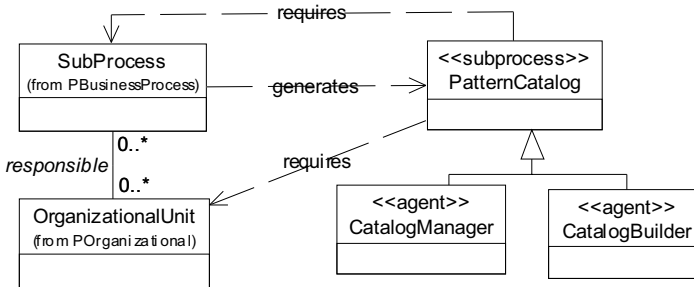 requires
SubProcess
(from PBusinessProcess)
<<subprocess>>
PatternCatalog
generates
0..*
responsible
0..*
requires
OrganizationalUnit
(from POrganizational)
<<agent>>
CatalogManager
<<agent>>
CatalogBuilder